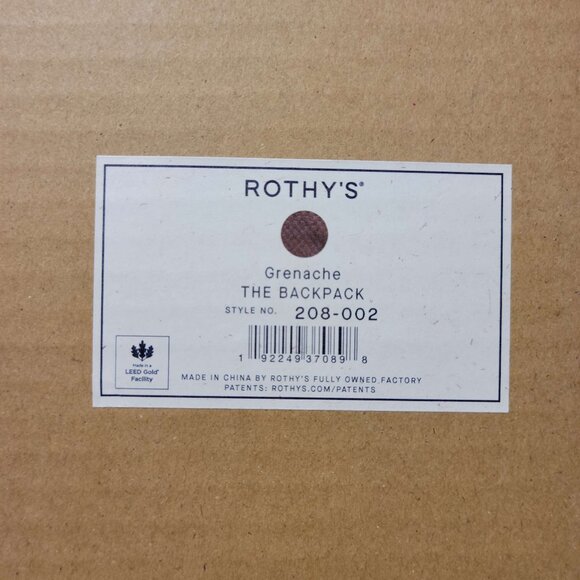 ROTHY'S®
Grenache
THE BACKPACK
STYLE NO. 208-002
1 92249 37089 8
Made in a
LEED Gold®
Facility
MADE IN CHINA BY ROTHY'S FULLY OWNED FACTORY
PATENTS: ROTHYS.COM/PATENTS